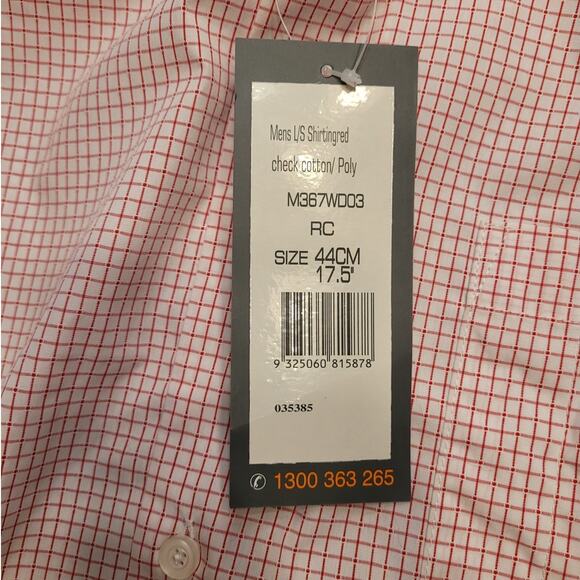 Mens L/S Shirtingred
check cotton/ Poly
M367WD03
RC
SIZE 44CM
17.5"
9 325060 815878
035385
✆ 1300 363 265